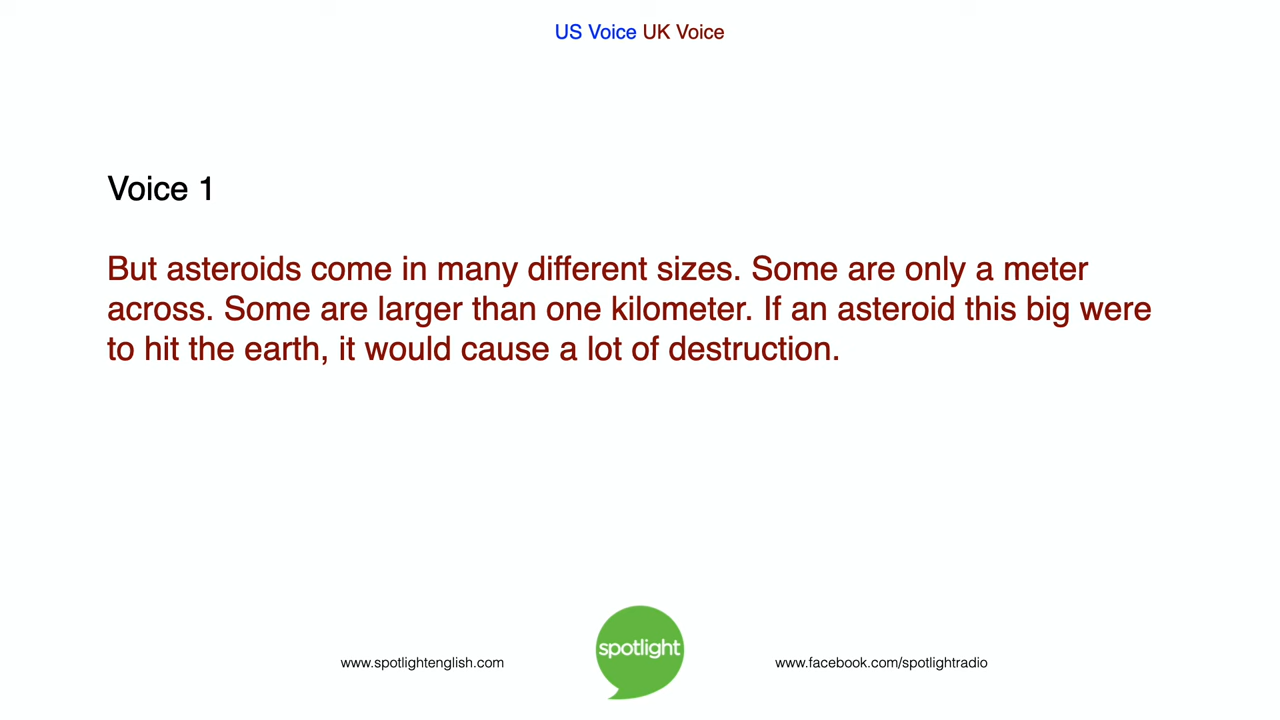 US Voice UK Voice
Voice 1
But asteroids come in many different sizes. Some are only a meter
across. Some are larger than one kilometer. If an asteroid this big were
to hit the earth, it would cause a lot of destruction.
www.spotlightenglish.com
spotlight
www.facebook.com/spotlightradio